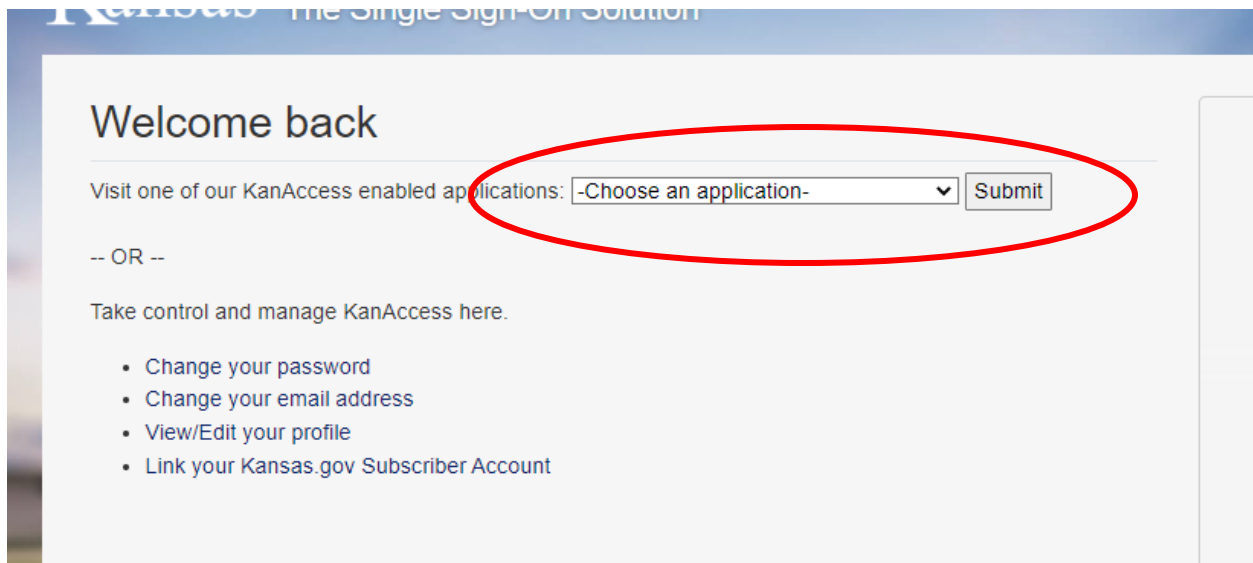 Kansas The Single Sign-On Solution
Welcome back
Visit one of our KanAccess enabled applications: -Choose an application- Submit
-- OR --
Take control and manage KanAccess here.
• Change your password
• Change your email address
• View/Edit your profile
• Link your Kansas.gov Subscriber Account